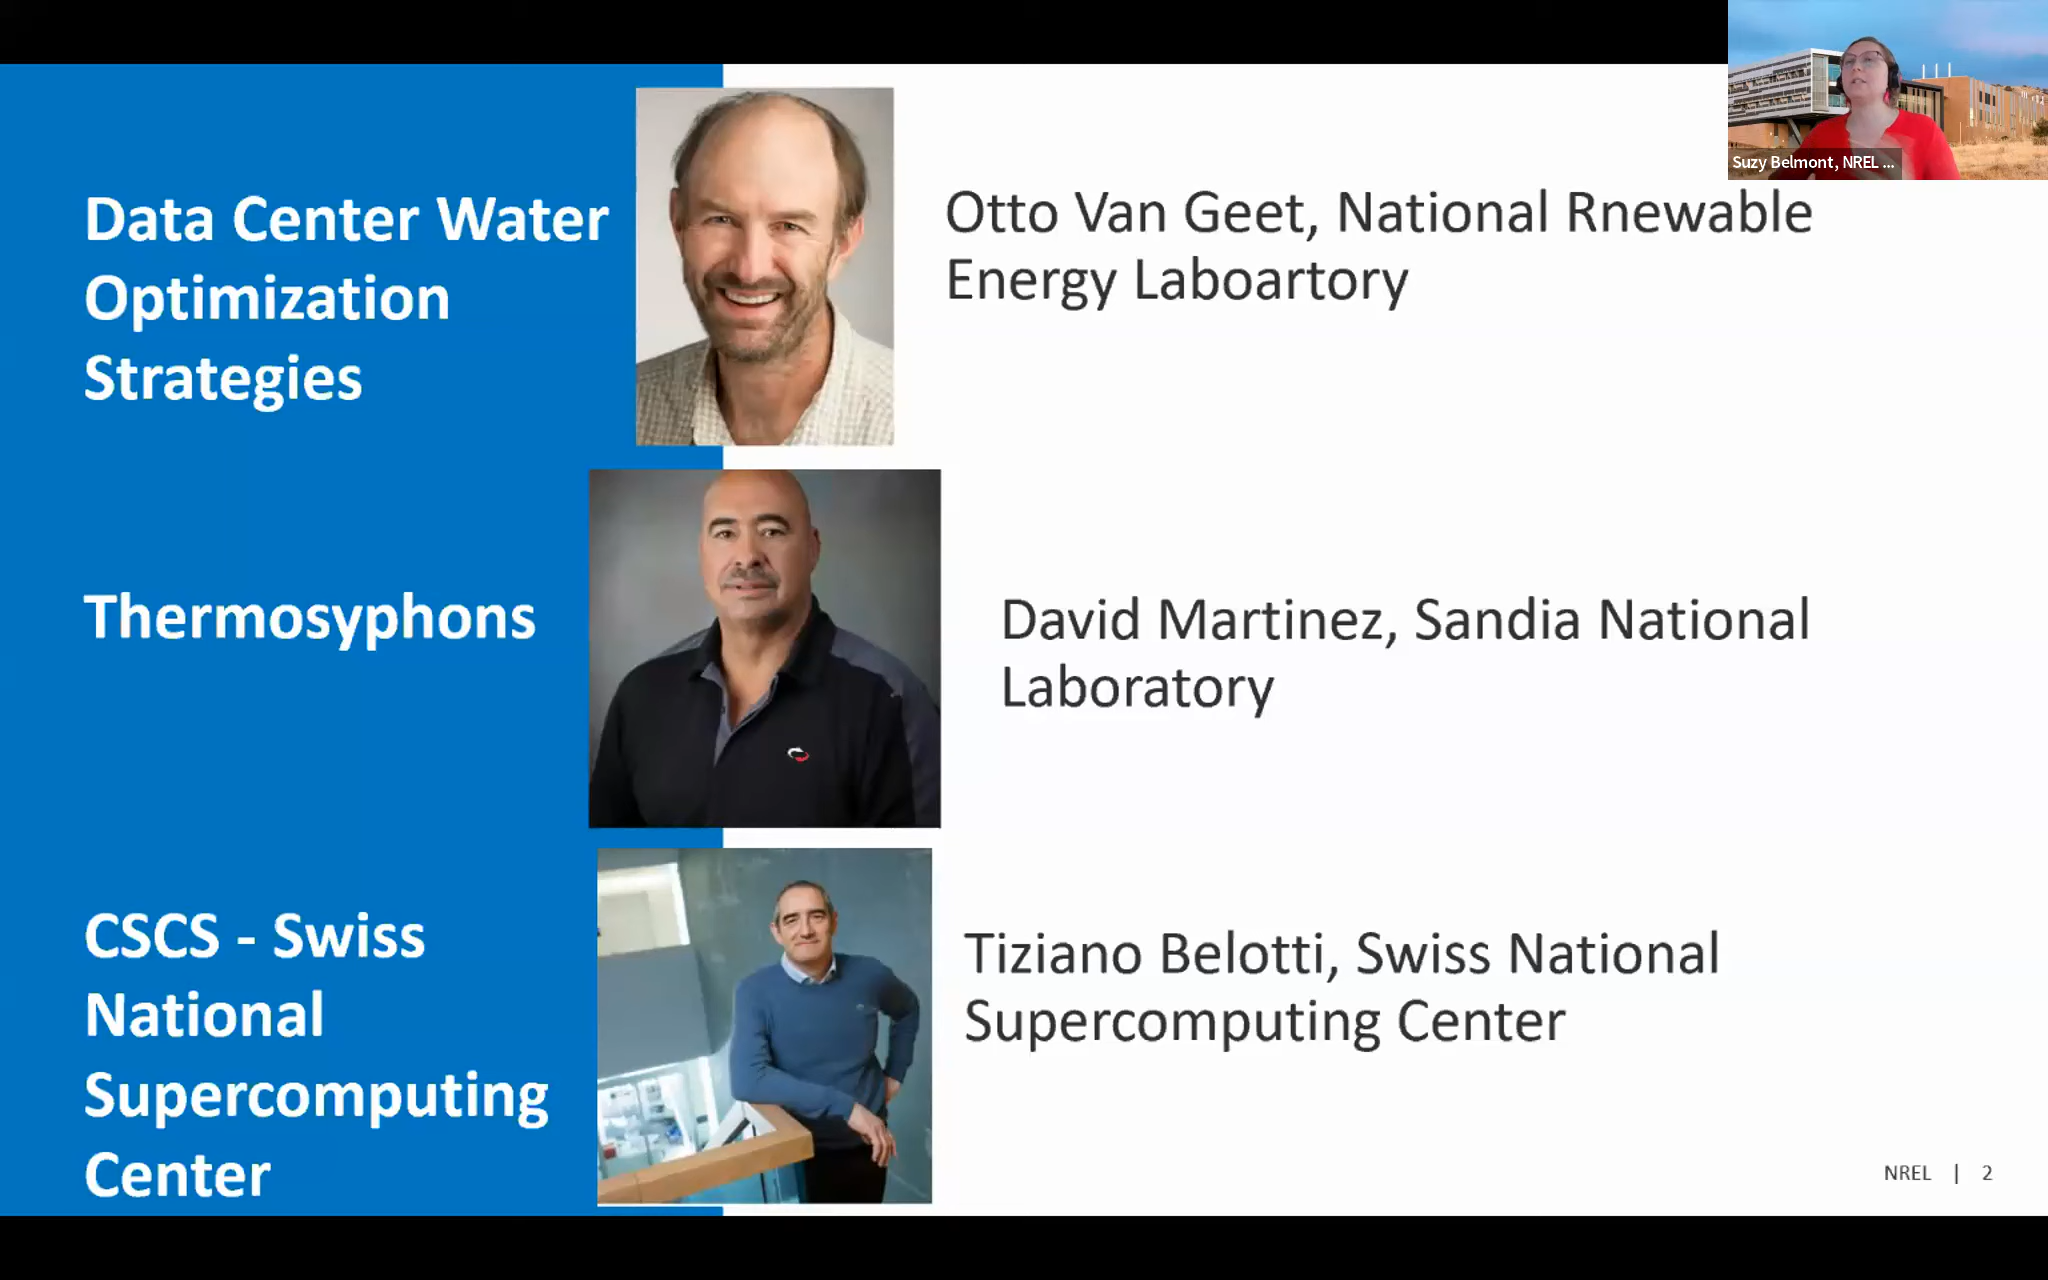 Suzy Belmont, NREL ...
Data Center Water
Optimization
Strategies
Otto Van Geet, National Rnewable
Energy Laboartory
Thermosyphons
David Martinez, Sandia National
Laboratory
CSCS - Swiss
National
Supercomputing
Center
Tiziano Belotti, Swiss National
Supercomputing Center
NREL | 2